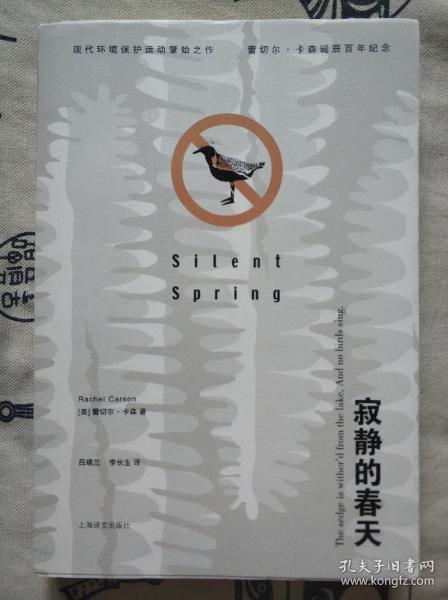 现代环境保护运动肇始之作 蕾切尔·卡森诞辰百年纪念
Silent
Spring
Rachel Carson
[美]蕾切尔·卡森 著
吕瑞兰 李长生 译
上海译文出版社
寂静的春天
The sedge is wither'd from the lake, And no birds sing.
孔夫子旧书网
www.kongfz.com